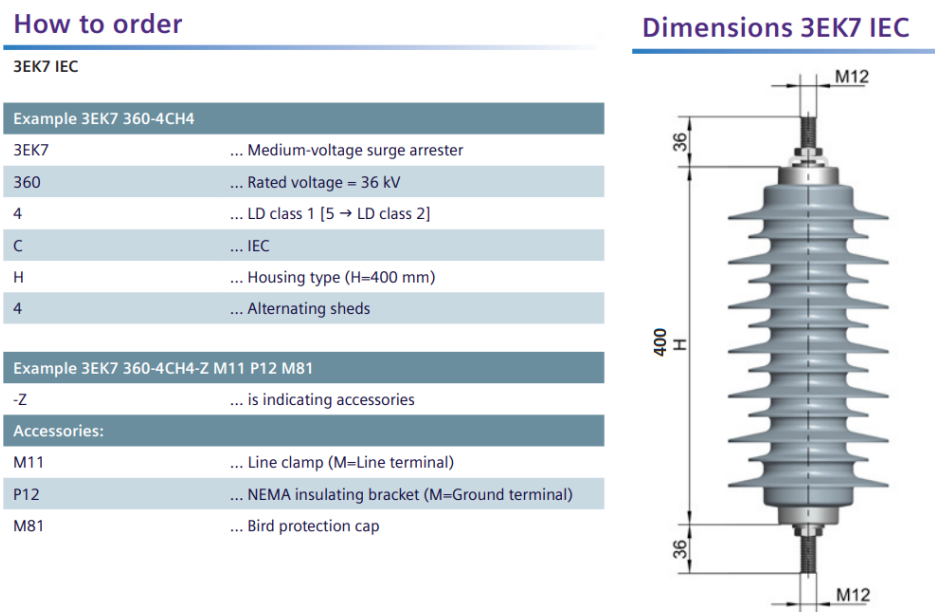 How to order
3EK7 IEC
Example 3EK7 360-4CH4
3EK7 ... Medium-voltage surge arrester
360 ... Rated voltage = 36 kV
4 ... LD class 1 [5 → LD class 2]
C ... IEC
H ... Housing type (H=400 mm)
4 ... Alternating sheds
Example 3EK7 360-4CH4-Z M11 P12 M81
-Z ... is indicating accessories
Accessories:
M11 ... Line clamp (M=Line terminal)
P12 ... NEMA insulating bracket (M=Ground terminal)
M81 ... Bird protection cap
Dimensions 3EK7 IEC
M12
36
400
H
36
M12